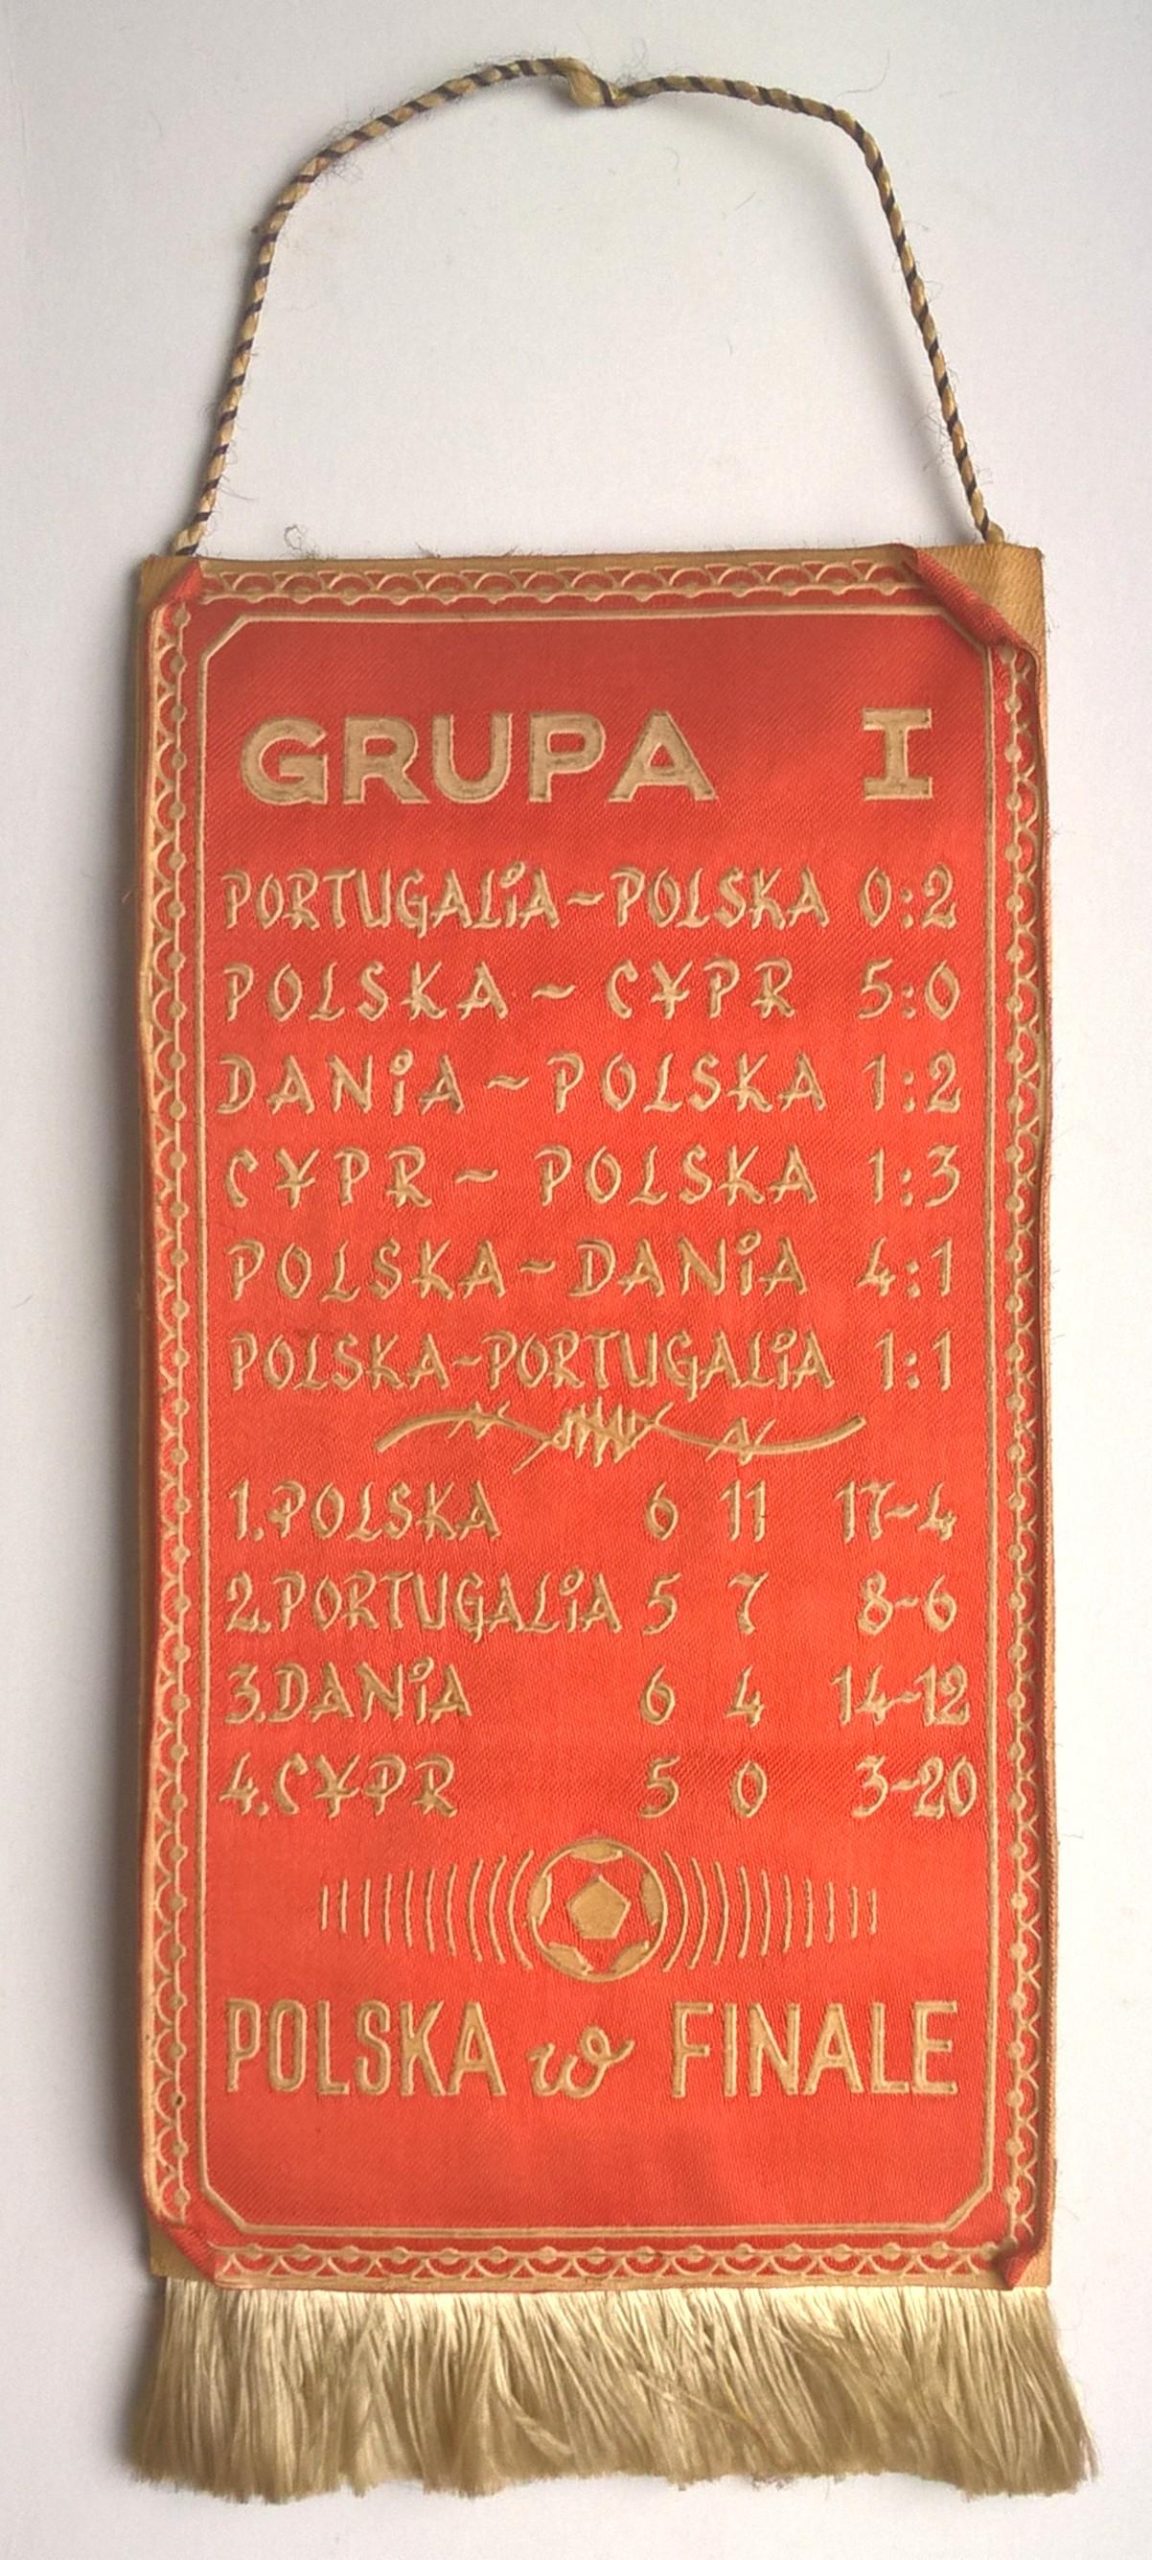 GRUPA I
PORTUGALiA-POLSKA 0:2
POLSKA - CYPR 5:0
DANiA - POLSKA 1:2
CYPR - POLSKA 1:3
POLSKA - DANiA 4:1
POLSKA-PORTUGALiA 1:1
1.POLSKA 6 11 17-4
2.PORTUGALiA 5 7 8-6
3.DANiA 6 4 14-12
4.CYPR 5 0 3-20
POLSKA w FINALE